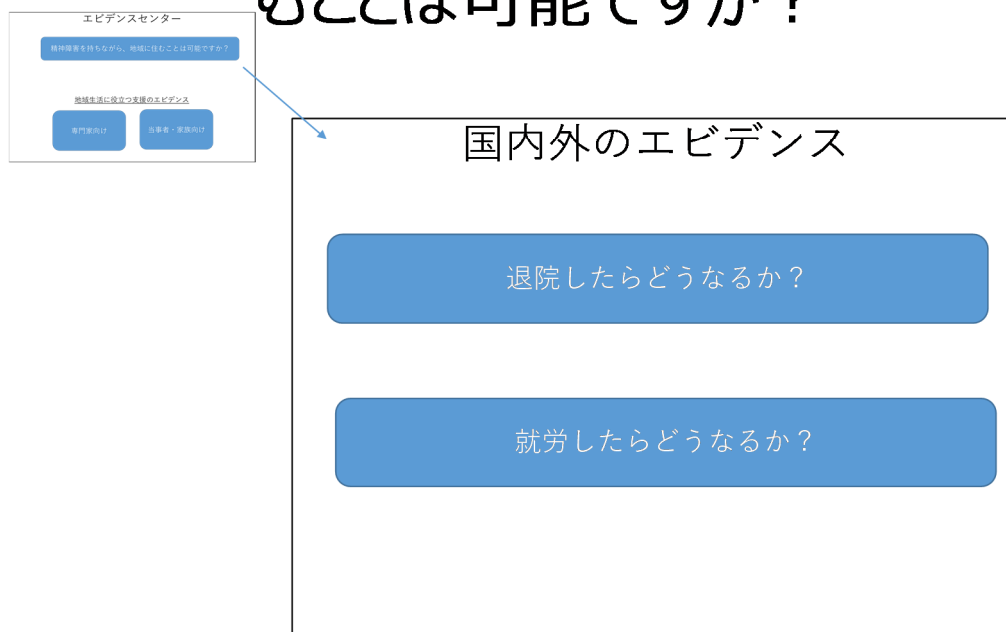 むことは可能ですか？
エビデンスセンター
精神障害を持ちながら、地域に住むことは可能ですか？
地域生活に役立つ支援のエビデンス
専門家向け
当事者・家族向け
国内外のエビデンス
退院したらどうなるか？
就労したらどうなるか？